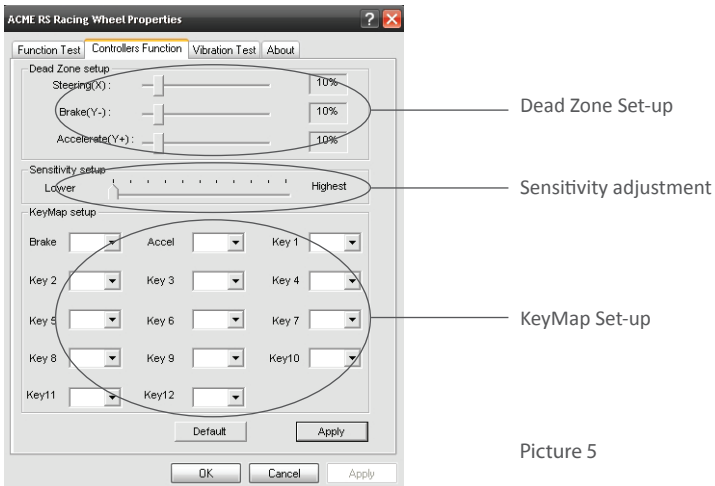 ACME RS Racing Wheel Properties
Function Test Controllers Function Vibration Test About
Dead Zone setup
Steering(X) : 10%
Brake(Y-) : 10%
Accelerate(Y+) : 10%
Dead Zone Set-up
Sensitivity setup
Lower Highest
Sensitivity adjustment
KeyMap setup
Brake Accel Key 1
Key 2 Key 3 Key 4
Key 5 Key 6 Key 7
KeyMap Set-up
Key 8 Key 9 Key10
Key11 Key12
Default Apply
OK Cancel Apply
Picture 5